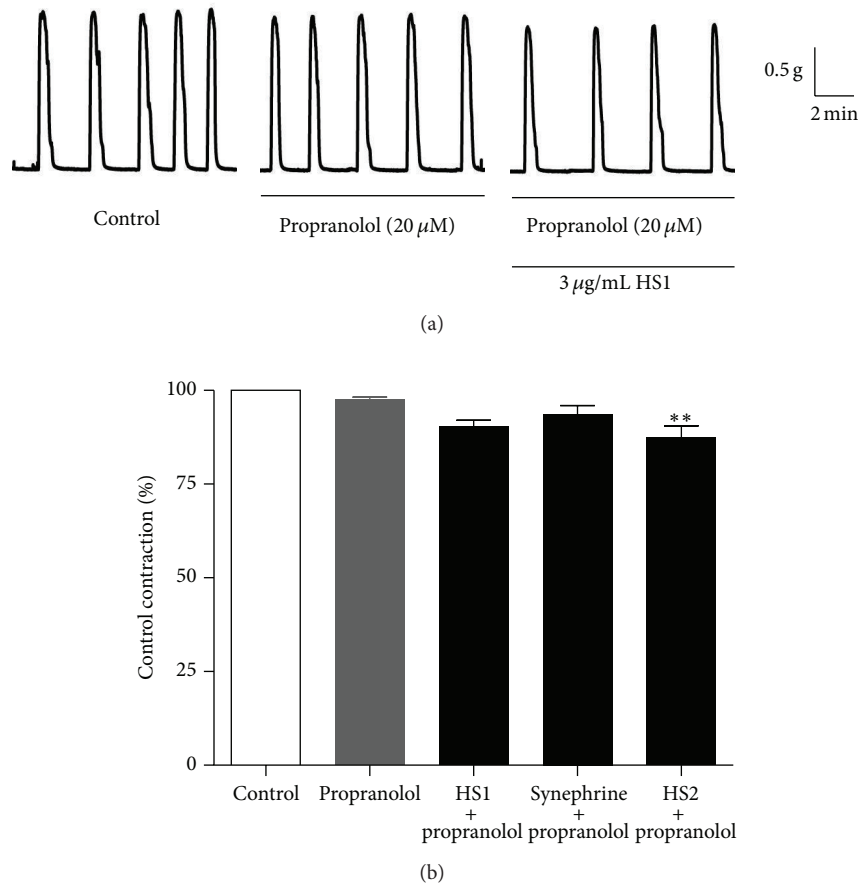 0.5 g
2 min
Control
Propranolol (20 μM)
Propranolol (20 μM)
3 μg/mL HS1
(a)
Control contraction (%)
100
75
50
25
0
**
Control
Propranolol
HS1
+
propranolol
Synephrine
+
propranolol
HS2
+
propranolol
(b)